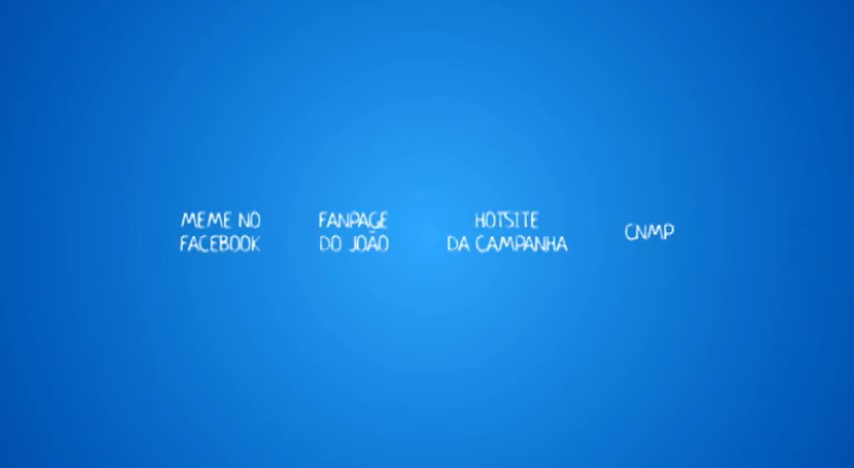 MEME NO
FACEBOOK
FANPAGE
DO JOÃO
HOTSITE
DA CAMPANHA
CNMP